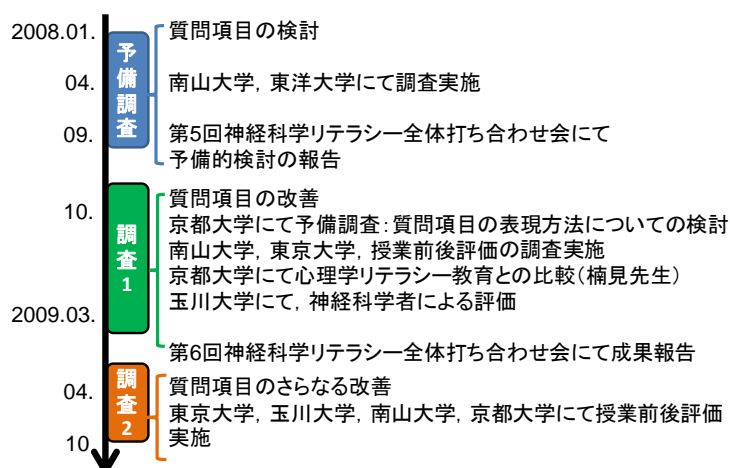 2008.01.
質問項目の検討
予備調査
04.
南山大学，東洋大学にて調査実施
09.
第5回神経科学リテラシー全体打ち合わせ会にて
予備的検討の報告
質問項目の改善
10.
京都大学にて予備調査：質問項目の表現方法についての検討
調査1
南山大学，東京大学，授業前後評価の調査実施
京都大学にて心理学リテラシー教育との比較（楠見先生）
玉川大学にて，神経科学者による評価
2009.03.
第6回神経科学リテラシー全体打ち合わせ会にて成果報告
調査2
04.
質問項目のさらなる改善
東京大学，玉川大学，南山大学，京都大学にて授業前後評価
実施
10.